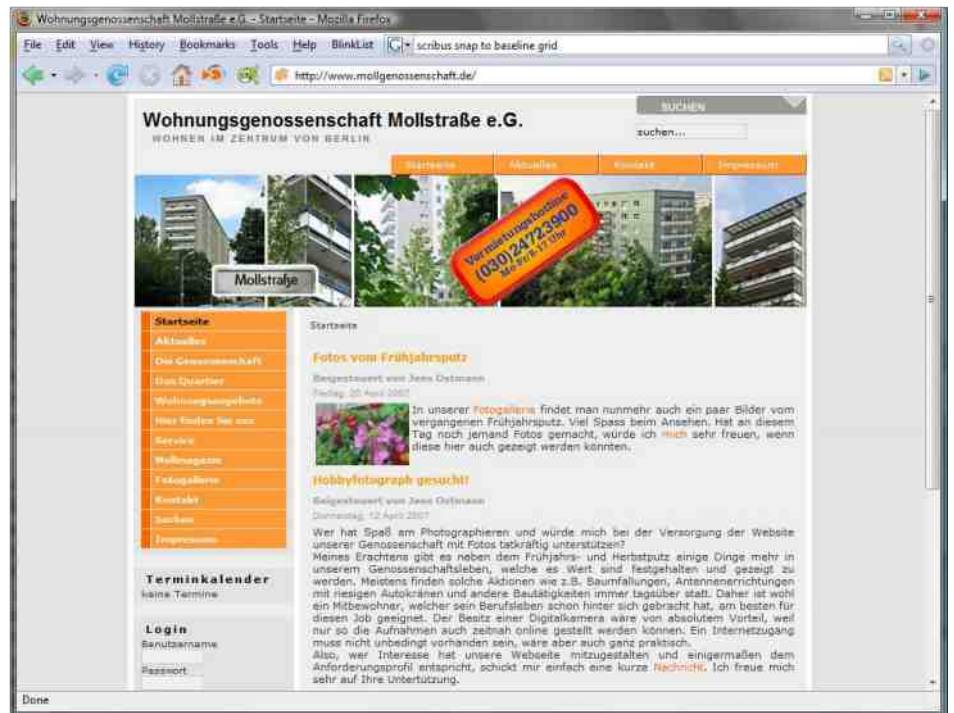 Wohnungsgenossenschaft Mollstraße e.G. - Startseite - Mozilla Firefox
File Edit View History Bookmarks Tools Help BlinkList scribus snap to baseline grid
http://www.mollgenossenschaft.de/
Wohnungsgenossenschaft Mollstraße e.G.
WOHNEN IM ZENTRUM VON BERLIN
SUCHEN
suchen...
Startseite Aktuelles Kontakt Impressum
Mollstraße
Vermietungshotline
(030)24723900
Mo-Fr/8-17 Uhr
Startseite
Aktuelles
Die Genossenschaft
Das Quartier
Wohnungsangebote
Hier finden Sie uns
Service
Fotogallerie
Kontakt
Suchen
Impressum
Terminkalender
keine Termine
Login
Benutzername
Passwort
Startseite
Fotos vom Frühjahrsputz
Beigesteuert von Jens Ostmann
Freitag, 20 April 2007
In unserer Fotogallerie findet man nunmehr auch ein paar Bilder vom
vergangenen Frühjahrsputz. Viel Spass beim Ansehen. Hat an diesem
Tag noch jemand Fotos gemacht, würde ich mich sehr freuen, wenn
diese hier auch gezeigt werden könnten.
Hobbyfotograph gesucht!
Beigesteuert von Jens Ostmann
Donnerstag, 12 April 2007
Wer hat Spaß am Photographieren und würde mich bei der Versorgung der Website
unserer Genossenschaft mit Fotos tatkräftig unterstützen?
Meines Erachtens gibt es neben dem Frühjahrs- und Herbstputz einige Dinge mehr in
unserem Genossenschaftsleben, welche es Wert sind festgehalten und gezeigt zu
werden. Meistens finden solche Aktionen wie z.B. Baumfällungen, Antennenerrichtungen
mit riesigen Autokränen und andere Bautätigkeiten immer tagsüber statt. Daher ist wohl
ein Mitbewohner, welcher sein Berufsleben schon hinter sich gebracht hat, am besten für
diesen Job geeignet. Der Besitz einer Digitalkamera wäre von absolutem Vorteil, weil
nur so die Aufnahmen auch zeitnah online gestellt werden können. Ein Internetzugang
muss nicht unbedingt vorhanden sein, wäre aber auch ganz praktisch.
Also, wer Interesse hat unsere Webseite mitzugestalten und einigermaßen dem
Anforderungsprofil entspricht, schickt mir einfach eine kurze Nachricht. Ich freue mich
sehr auf Ihre Untertützung.
Done